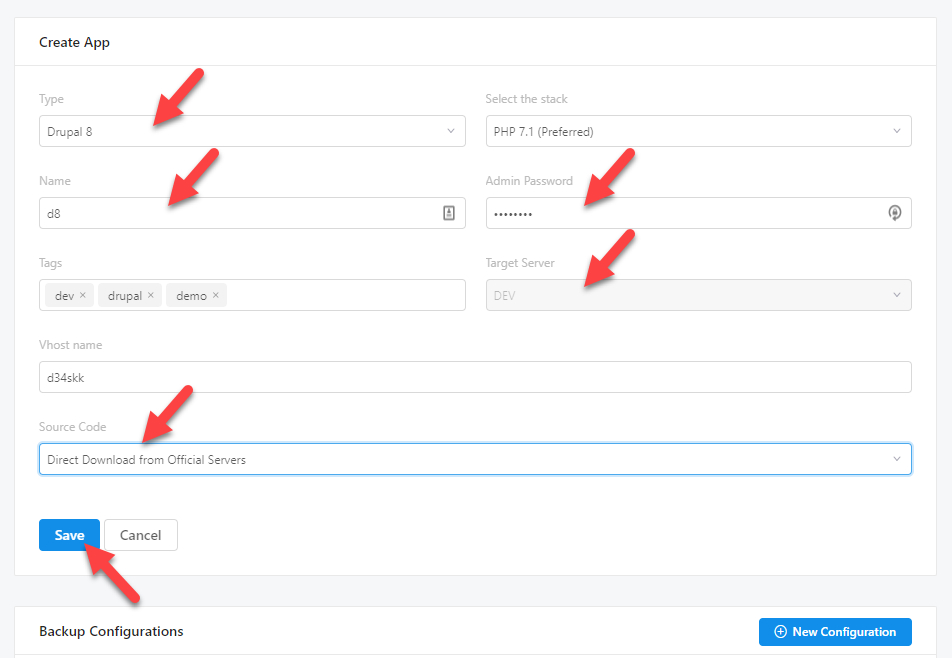 Create App
Type
Select the stack
Drupal 8
PHP 7.1 (Preferred)
Name
Admin Password
d8
••••••••
Tags
Target Server
dev × drupal × demo ×
DEV
Vhost name
d34skk
Source Code
Direct Download from Official Servers
Save
Cancel
Backup Configurations
New Configuration